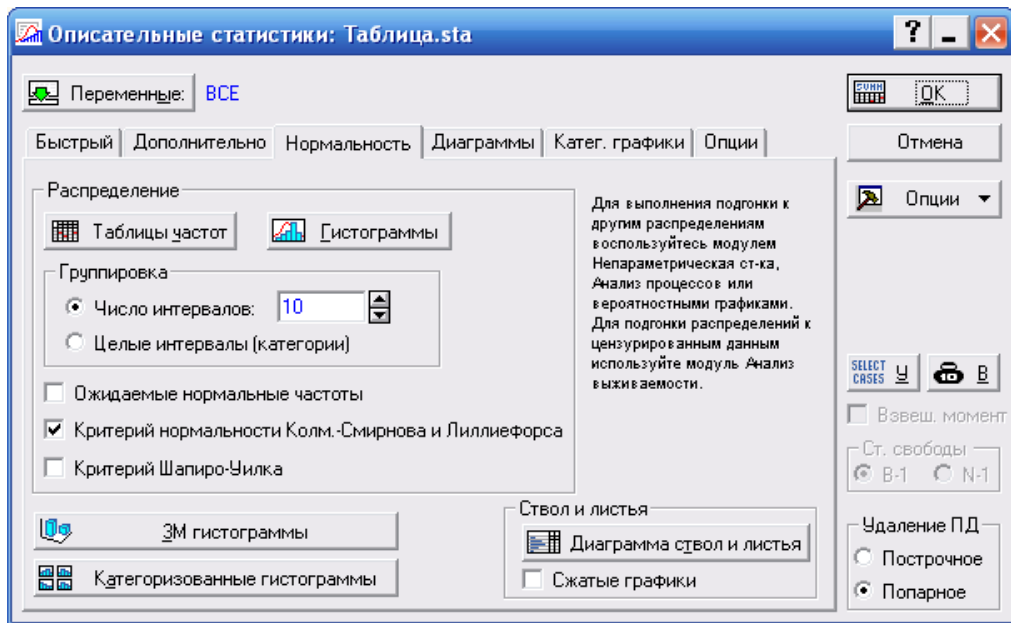 Описательные статистики: Таблица.sta
Переменные: ВСЕ
OK
Быстрый Дополнительно Нормальность Диаграммы Катег. графики Опции
Отмена
Опции
Распределение
Таблицы частот Гистограммы
Группировка
Число интервалов: 10
Целые интервалы (категории)
Ожидаемые нормальные частоты
Критерий нормальности Колм.-Смирнова и Лиллиефорса
Критерий Шапиро-Уилка
Для выполнения подгонки к
другим распределениям
воспользуйтесь модулем
Непараметрическая ст-ка,
Анализ процессов или
вероятностными графиками.
Для подгонки распределений к
цензурированным данным
используйте модуль Анализ
выживаемости.
SELECT CASES У В
Взвеш. момент
Ст. свободы
В-1 N-1
3М гистограммы
Категоризованные гистограммы
Ствол и листья
Диаграмма ствол и листья
Сжатые графики
Удаление ПД
Построчное
Попарное